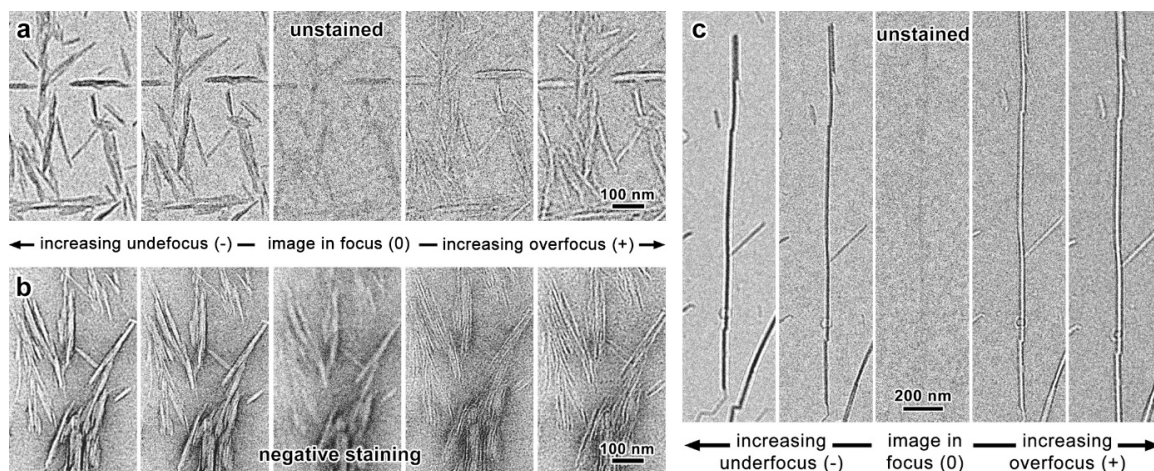 a
unstained
100 nm
increasing undefocus (-)
image in focus (0)
increasing overfocus (+)
b
negative staining
100 nm
c
unstained
200 nm
increasing
underfocus (-)
image in
focus (0)
increasing
overfocus (+)